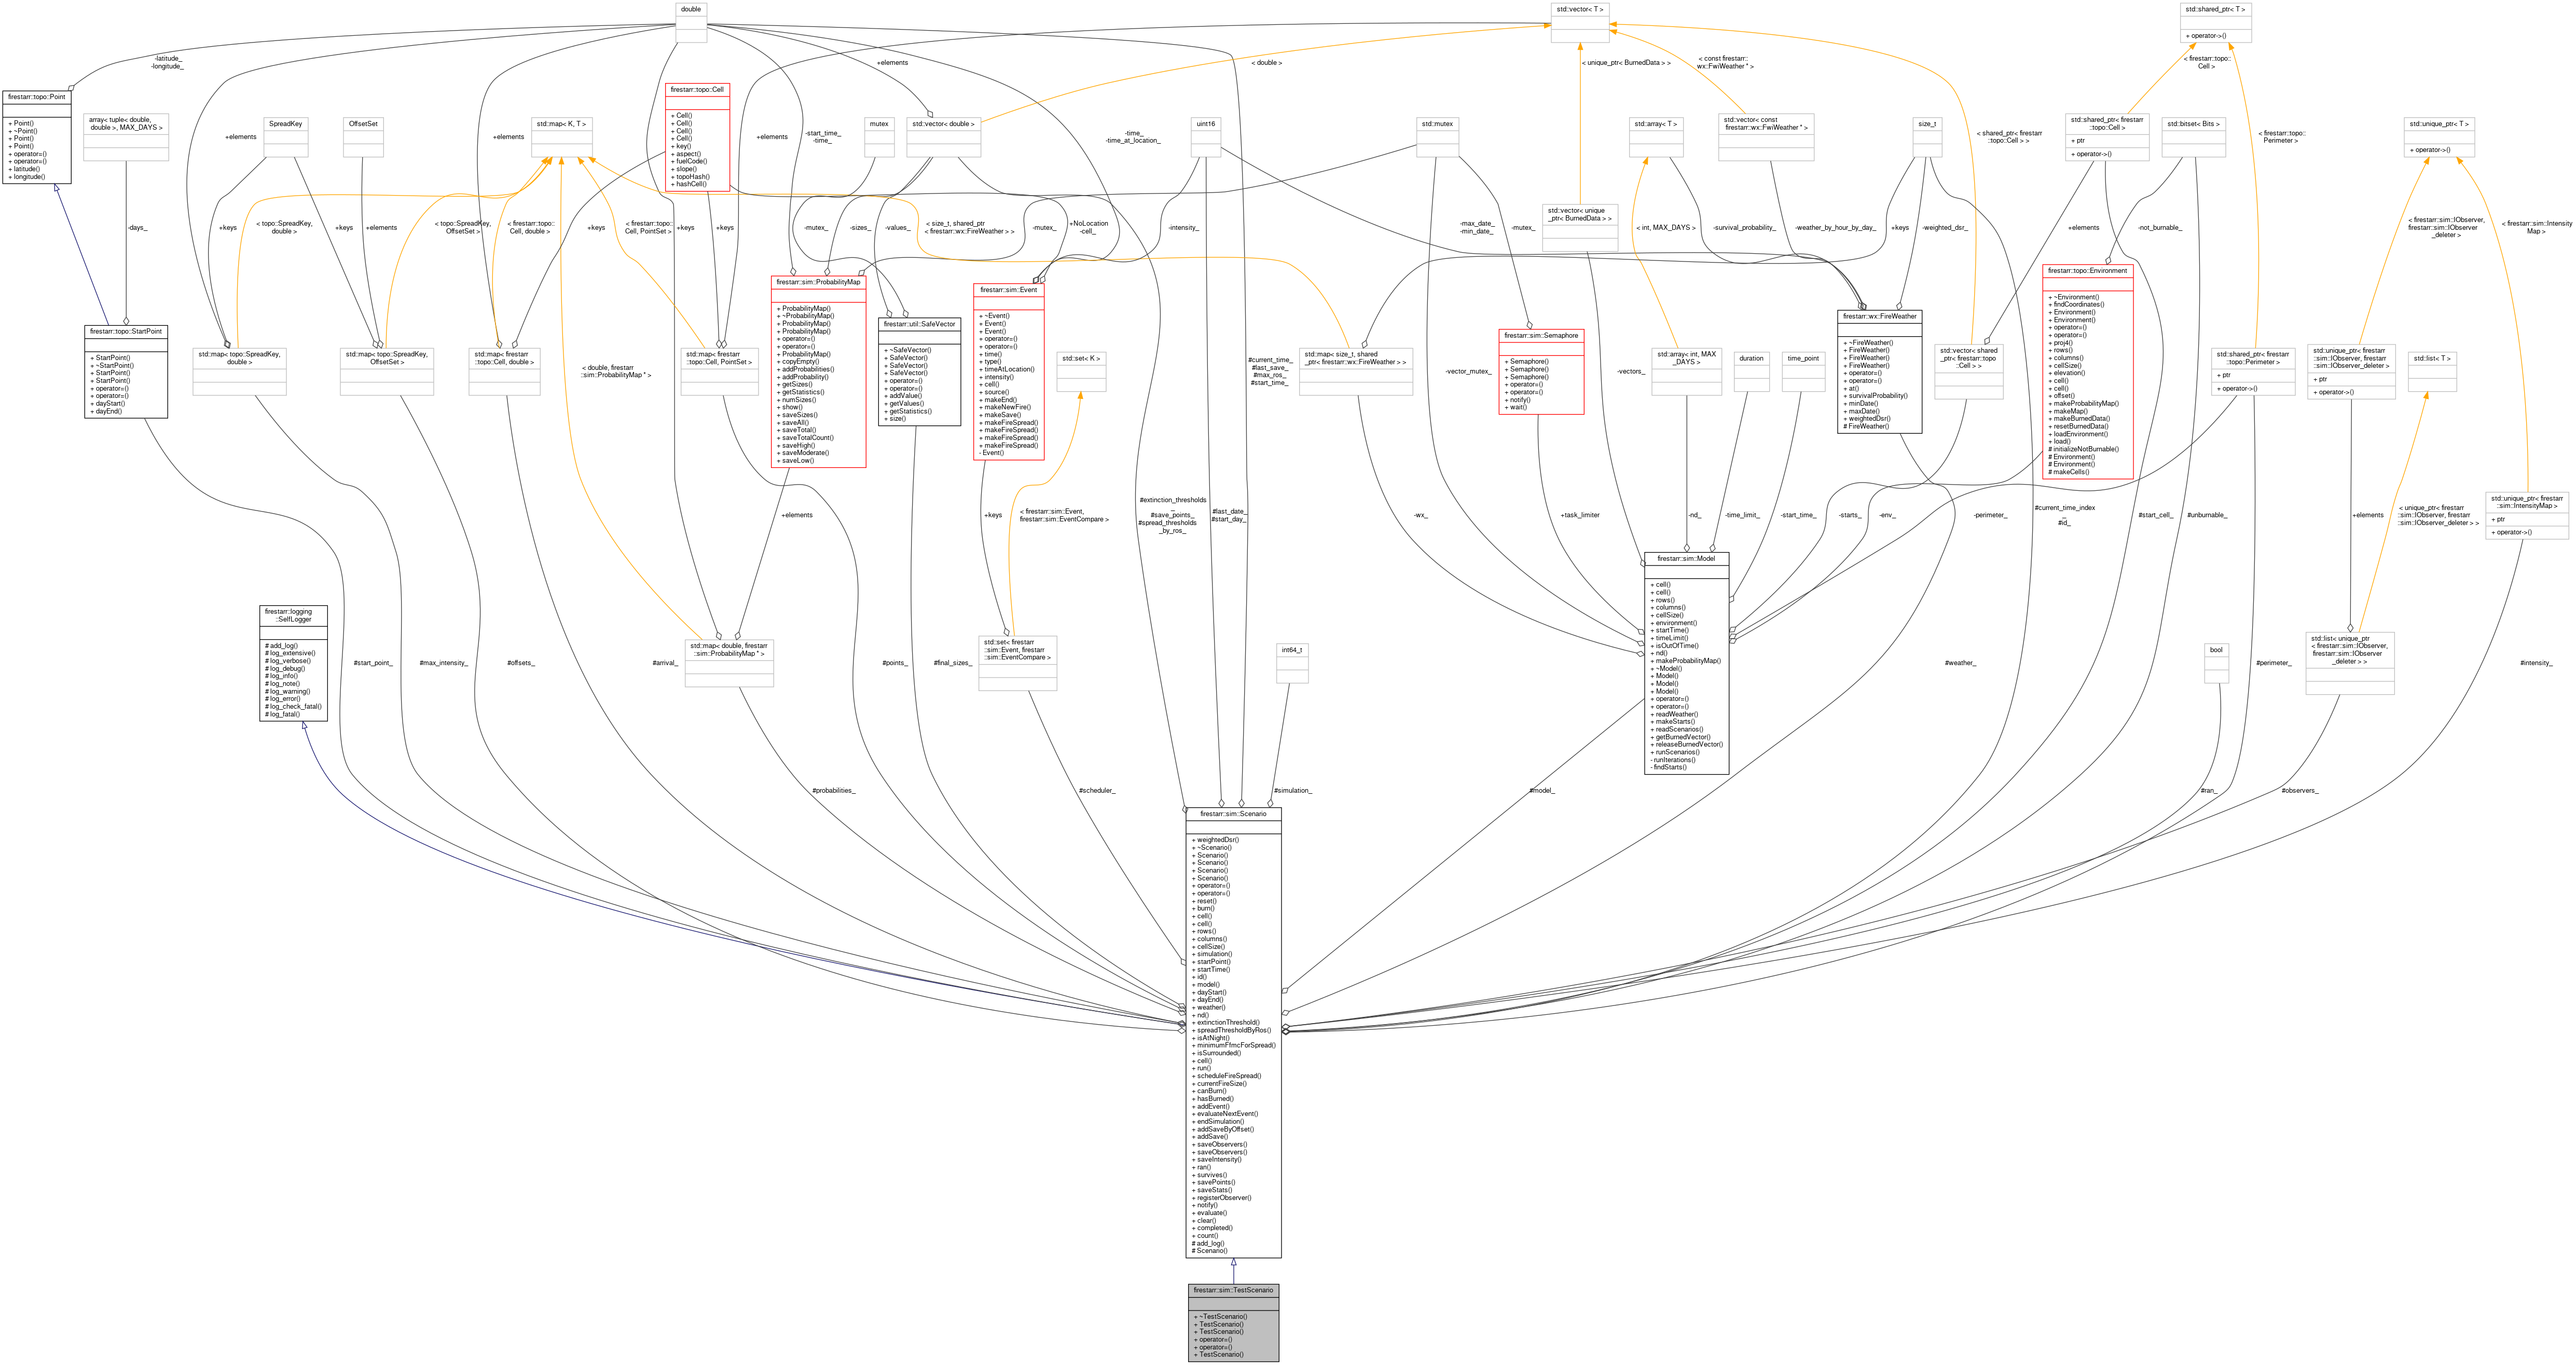 double
std::vector< T >
std::shared_ptr< T >
+ operator->()
-latitude_
-longitude_
+elements
< double >
< unique_ptr< BurnedData > >
< const firestarr::
wx::FwiWeather * >
< firestarr::topo::
Cell >
firestarr::topo::Point
+ Point()
+ ~Point()
+ Point()
+ Point()
+ operator=()
+ operator=()
+ latitude()
+ longitude()
array< tuple< double,
double >, MAX_DAYS >
+elements
SpreadKey
OffsetSet
+elements
std::map< K, T >
firestarr::topo::Cell
+ Cell()
+ Cell()
+ Cell()
+ Cell()
+ key()
+ aspect()
+ fuelCode()
+ slope()
+ topoHash()
+ hashCell()
+elements
-start_time_
-time_
mutex
std::vector< double >
-time_
-time_at_location_
uint16
std::mutex
std::array< T >
std::vector< const
firestarr::wx::FwiWeather * >
size_t
< shared_ptr< firestarr
::topo::Cell > >
std::shared_ptr< firestarr
::topo::Cell >
+ ptr
+ operator->()
std::bitset< Bits >
< firestarr::topo::
Perimeter >
std::unique_ptr< T >
+ operator->()
-days_
+keys
< topo::SpreadKey,
double >
+keys
+elements
< topo::SpreadKey,
OffsetSet >
< firestarr::topo::
Cell, double >
+keys
< firestarr::topo::
Cell, PointSet >
+keys
+keys
-mutex_
-sizes_
-values_
< size_t, shared_ptr
< firestarr::wx::FireWeather > >
-mutex_
+NoLocation
-cell_
-intensity_
-max_date_
-min_date_
-mutex_
std::vector< unique
_ptr< BurnedData > >
< int, MAX_DAYS >
-survival_probability_
-weather_by_hour_by_day_
+keys
-weighted_dsr_
+elements
-not_burnable_
< firestarr::sim::IObserver,
firestarr::sim::IObserver
_deleter >
< firestarr::sim::Intensity
Map >
firestarr::topo::StartPoint
+ StartPoint()
+ ~StartPoint()
+ StartPoint()
+ StartPoint()
+ operator=()
+ operator=()
+ dayStart()
+ dayEnd()
std::map< topo::SpreadKey,
double >
std::map< topo::SpreadKey,
OffsetSet >
std::map< firestarr
::topo::Cell, double >
< double, firestarr
::sim::ProbabilityMap * >
std::map< firestarr
::topo::Cell, PointSet >
firestarr::sim::ProbabilityMap
+ ProbabilityMap()
+ ~ProbabilityMap()
+ ProbabilityMap()
+ ProbabilityMap()
+ operator=()
+ operator=()
+ ProbabilityMap()
+ copyEmpty()
+ addProbabilities()
+ addProbability()
+ getSizes()
+ getStatistics()
+ numSizes()
+ show()
+ saveSizes()
+ saveAll()
+ saveTotal()
+ saveTotalCount()
+ saveHigh()
+ saveModerate()
+ saveLow()
firestarr::util::SafeVector
+ ~SafeVector()
+ SafeVector()
+ SafeVector()
+ SafeVector()
+ operator=()
+ operator=()
+ addValue()
+ getValues()
+ getStatistics()
+ size()
firestarr::sim::Event
+ ~Event()
+ Event()
+ Event()
+ operator=()
+ operator=()
+ time()
+ type()
+ timeAtLocation()
+ intensity()
+ cell()
+ source()
+ makeEnd()
+ makeNewFire()
+ makeSave()
+ makeFireSpread()
+ makeFireSpread()
+ makeFireSpread()
+ makeFireSpread()
- Event()
std::set< K >
#current_time_
#last_save_
#max_ros_
#start_time_
std::map< size_t, shared
_ptr< firestarr::wx::FireWeather > >
-vector_mutex_
firestarr::sim::Semaphore
+ Semaphore()
+ Semaphore()
+ Semaphore()
+ operator=()
+ operator=()
+ notify()
+ wait()
-vectors_
std::array< int, MAX
_DAYS >
duration
time_point
firestarr::wx::FireWeather
+ ~FireWeather()
+ FireWeather()
+ FireWeather()
+ FireWeather()
+ operator=()
+ operator=()
+ at()
+ survivalProbability()
+ minDate()
+ maxDate()
+ weightedDsr()
# FireWeather()
std::vector< shared
_ptr< firestarr::topo
::Cell > >
firestarr::topo::Environment
+ ~Environment()
+ findCoordinates()
+ Environment()
+ Environment()
+ operator=()
+ operator=()
+ proj4()
+ rows()
+ columns()
+ cellSize()
+ elevation()
+ cell()
+ cell()
+ offset()
+ makeProbabilityMap()
+ makeMap()
+ makeBurnedData()
+ resetBurnedData()
+ loadEnvironment()
+ load()
# initializeNotBurnable()
# Environment()
# Environment()
# makeCells()
std::shared_ptr< firestarr
::topo::Perimeter >
+ ptr
+ operator->()
std::unique_ptr< firestarr
::sim::IObserver, firestarr
::sim::IObserver_deleter >
+ ptr
+ operator->()
std::list< T >
std::unique_ptr< firestarr
::sim::IntensityMap >
+ ptr
+ operator->()
+elements
+keys
< firestarr::sim::Event,
firestarr::sim::EventCompare >
#extinction_thresholds
_
#save_points_
#spread_thresholds
_by_ros_
#last_date_
#start_day_
-wx_
+task_limiter
-nd_
-time_limit_
-start_time_
-starts_
-env_
-perimeter_
#current_time_index
_
#id_
#start_cell_
#unburnable_
+elements
< unique_ptr< firestarr
::sim::IObserver, firestarr
::sim::IObserver_deleter > >
firestarr::sim::Model
+ cell()
+ cell()
+ rows()
+ columns()
+ cellSize()
+ environment()
+ startTime()
+ timeLimit()
+ isOutOfTime()
+ nd()
+ makeProbabilityMap()
+ ~Model()
+ Model()
+ Model()
+ Model()
+ operator=()
+ operator=()
+ readWeather()
+ makeStarts()
+ readScenarios()
+ getBurnedVector()
+ releaseBurnedVector()
+ runScenarios()
- runIterations()
- findStarts()
firestarr::logging
::SelfLogger
# add_log()
# log_extensive()
# log_verbose()
# log_debug()
# log_info()
# log_note()
# log_warning()
# log_error()
# log_check_fatal()
# log_fatal()
#start_point_
#max_intensity_
#offsets_
#arrival_
std::map< double, firestarr
::sim::ProbabilityMap * >
#points_
#final_sizes_
std::set< firestarr
::sim::Event, firestarr
::sim::EventCompare >
int64_t
#weather_
bool
#perimeter_
std::list< unique_ptr
< firestarr::sim::IObserver,
firestarr::sim::IObserver
_deleter > >
#intensity_
#probabilities_
#scheduler_
#simulation_
#model_
#ran_
#observers_
firestarr::sim::Scenario
+ weightedDsr()
+ ~Scenario()
+ Scenario()
+ Scenario()
+ Scenario()
+ Scenario()
+ operator=()
+ operator=()
+ reset()
+ burn()
+ cell()
+ cell()
+ rows()
+ columns()
+ cellSize()
+ simulation()
+ startPoint()
+ startTime()
+ id()
+ model()
+ dayStart()
+ dayEnd()
+ weather()
+ nd()
+ extinctionThreshold()
+ spreadThresholdByRos()
+ isAtNight()
+ minimumFfmcForSpread()
+ isSurrounded()
+ cell()
+ run()
+ scheduleFireSpread()
+ currentFireSize()
+ canBurn()
+ hasBurned()
+ addEvent()
+ evaluateNextEvent()
+ endSimulation()
+ addSaveByOffset()
+ addSave()
+ saveObservers()
+ saveObservers()
+ saveIntensity()
+ ran()
+ survives()
+ savePoints()
+ saveStats()
+ registerObserver()
+ notify()
+ evaluate()
+ clear()
+ completed()
+ count()
# add_log()
# Scenario()
firestarr::sim::TestScenario
+ ~TestScenario()
+ TestScenario()
+ TestScenario()
+ operator=()
+ operator=()
+ TestScenario()